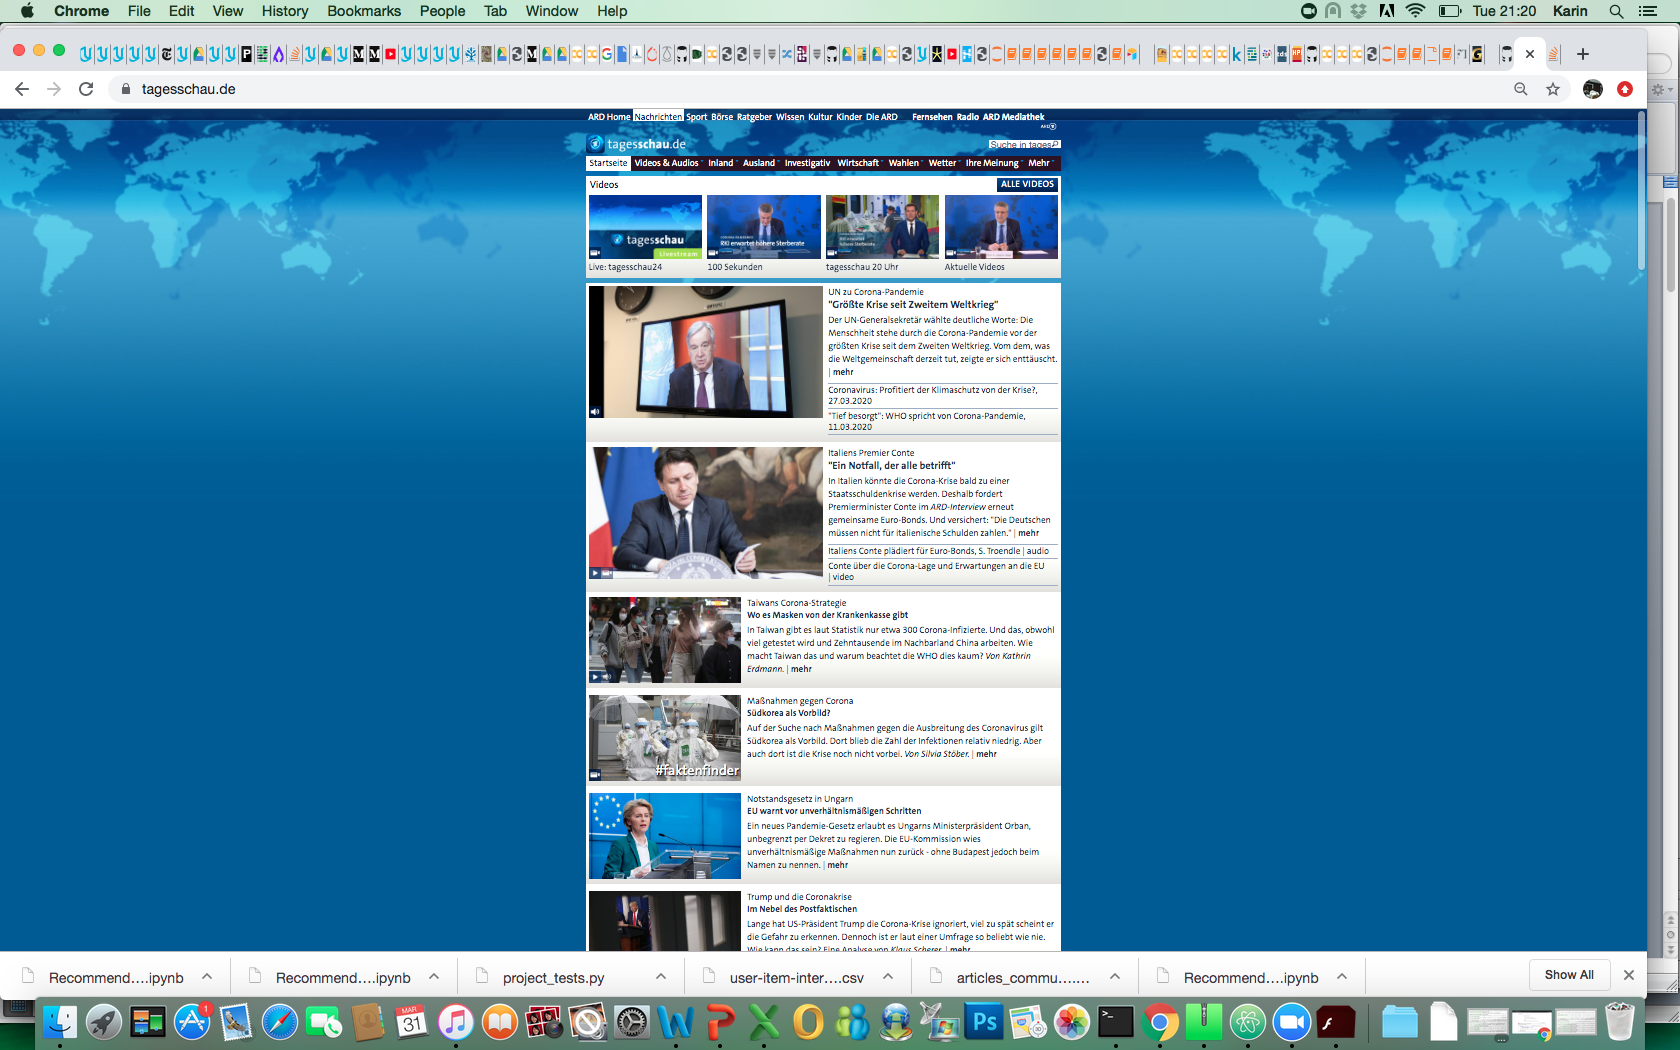 Chrome File Edit View History Bookmarks People Tab Window Help Tue 21:20 Karin
tagesschau.de
ARD Home Nachrichten Sport Börse Ratgeber Wissen Kultur Kinder Die ARD Fernsehen Radio ARD Mediathek
tagesschau.de
Suche in tages
Startseite Videos & Audios Inland Ausland Investigativ Wirtschaft Wahlen Wetter Ihre Meinung Mehr
Videos ALLE VIDEOS
tagesschau
Livestream
RKI erwartet höhere Sterberate
Live: tagesschau24 100 Sekunden tagesschau 20 Uhr Aktuelle Videos
UN zu Corona-Pandemie
"Größte Krise seit Zweitem Weltkrieg"
Der UN-Generalsekretär wählte deutliche Worte: Die
Menschheit stehe durch die Corona-Pandemie vor der
größten Krise seit dem Zweiten Weltkrieg. Vom dem, was
die Weltgemeinschaft derzeit tut, zeigte er sich enttäuscht.
| mehr
Coronavirus: Profitiert der Klimaschutz von der Krise?,
27.03.2020
"Tief besorgt": WHO spricht von Corona-Pandemie,
11.03.2020
Italiens Premier Conte
"Ein Notfall, der alle betrifft"
In Italien könnte die Corona-Krise bald zu einer
Staatsschuldenkrise werden. Deshalb fordert
Premierminister Conte im ARD-Interview erneut
gemeinsame Euro-Bonds. Und versichert: "Die Deutschen
müssen nicht für italienische Schulden zahlen." | mehr
Italiens Conte plädiert für Euro-Bonds, S. Troendle | audio
Conte über die Corona-Lage und Erwartungen an die EU
| video
Taiwans Corona-Strategie
Wo es Masken von der Krankenkasse gibt
In Taiwan gibt es laut Statistik nur etwa 300 Corona-Infizierte. Und das, obwohl
viel getestet wird und Zehntausende im Nachbarland China arbeiten. Wie
macht Taiwan das und warum beachtet die WHO dies kaum? Von Kathrin
Erdmann. | mehr
#faktenfinder
Maßnahmen gegen Corona
Südkorea als Vorbild?
Auf der Suche nach Maßnahmen gegen die Ausbreitung des Coronavirus gilt
Südkorea als Vorbild. Dort blieb die Zahl der Infektionen relativ niedrig. Aber
auch dort ist die Krise noch nicht vorbei. Von Silvia Stöber. | mehr
Notstandsgesetz in Ungarn
EU warnt vor unverhältnismäßigen Schritten
Ein neues Pandemie-Gesetz erlaubt es Ungarns Ministerpräsident Orban,
unbegrenzt per Dekret zu regieren. Die EU-Kommission wies
unverhältnismäßige Maßnahmen nun zurück - ohne Budapest jedoch beim
Namen zu nennen. | mehr
Trump und die Coronakrise
Im Nebel des Postfaktischen
Lange hat US-Präsident Trump die Corona-Krise ignoriert, viel zu spät scheint er
die Gefahr zu erkennen. Dennoch ist er laut einer Umfrage so beliebt wie nie.
Wie kann das sein? Eine Analyse von Klaus Scherer. | mehr
Recommend....ipynb Recommend....ipynb project_tests.py user-item-inter....csv articles_commu....... Recommend....ipynb Show All
1 MAR 31 Ps